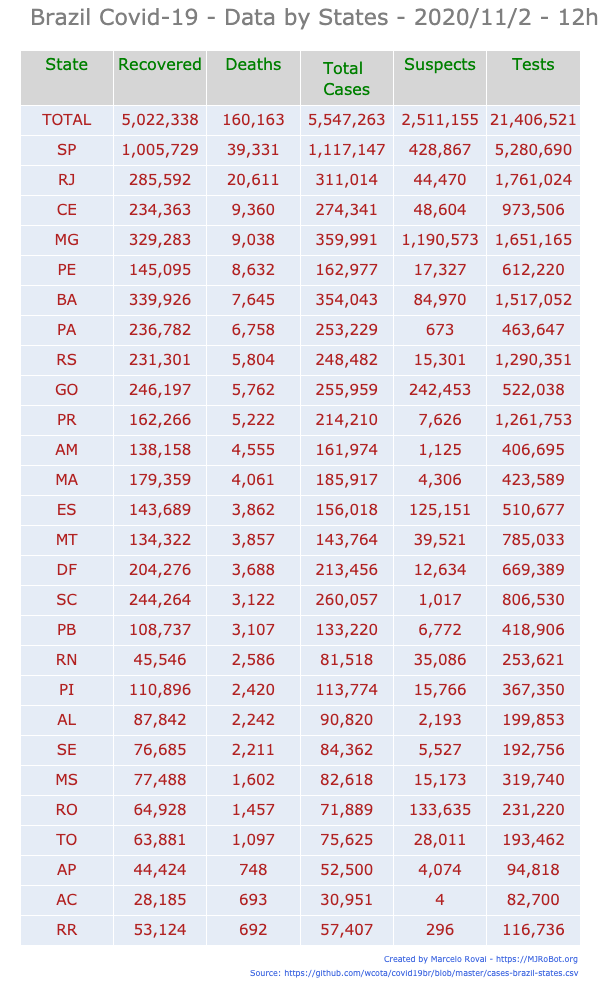 Brazil Covid-19 - Data by States - 2020/11/2 - 12h
State Recovered Deaths Total Cases Suspects Tests
TOTAL 5,022,338 160,163 5,547,263 2,511,155 21,406,521
SP 1,005,729 39,331 1,117,147 428,867 5,280,690
RJ 285,592 20,611 311,014 44,470 1,761,024
CE 234,363 9,360 274,341 48,604 973,506
MG 329,283 9,038 359,991 1,190,573 1,651,165
PE 145,095 8,632 162,977 17,327 612,220
BA 339,926 7,645 354,043 84,970 1,517,052
PA 236,782 6,758 253,229 673 463,647
RS 231,301 5,804 248,482 15,301 1,290,351
GO 246,197 5,762 255,959 242,453 522,038
PR 162,266 5,222 214,210 7,626 1,261,753
AM 138,158 4,555 161,974 1,125 406,695
MA 179,359 4,061 185,917 4,306 423,589
ES 143,689 3,862 156,018 125,151 510,677
MT 134,322 3,857 143,764 39,521 785,033
DF 204,276 3,688 213,456 12,634 669,389
SC 244,264 3,122 260,057 1,017 806,530
PB 108,737 3,107 133,220 6,772 418,906
RN 45,546 2,586 81,518 35,086 253,621
PI 110,896 2,420 113,774 15,766 367,350
AL 87,842 2,242 90,820 2,193 199,853
SE 76,685 2,211 84,362 5,527 192,756
MS 77,488 1,602 82,618 15,173 319,740
RO 64,928 1,457 71,889 133,635 231,220
TO 63,881 1,097 75,625 28,011 193,462
AP 44,424 748 52,500 4,074 94,818
AC 28,185 693 30,951 4 82,700
RR 53,124 692 57,407 296 116,736
Created by Marcelo Rovai - https://MJRoBot.org
Source: https://github.com/wcota/covid19br/blob/master/cases-brazil-states.csv